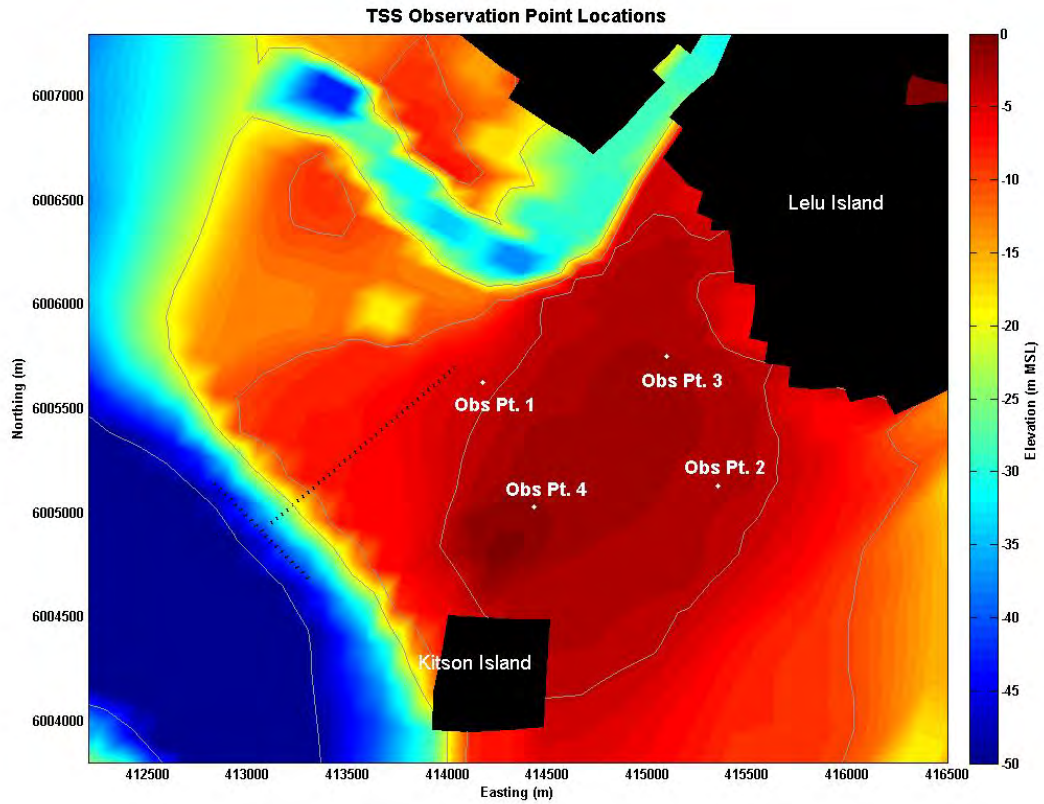 TSS Observation Point Locations
0
6007000
-5
6006500
Lelu Island
-10
6006000
-15
-20
Obs Pt. 3
Northing (m)
6005500
Obs Pt. 1
-25
Elevation (m MSL)
Obs Pt. 2
-30
Obs Pt. 4
6005000
-35
6004500
-40
Kitson Island
-45
6004000
-50
412500 413000 413500 414000 414500 415000 415500 416000 416500
Easting (m)